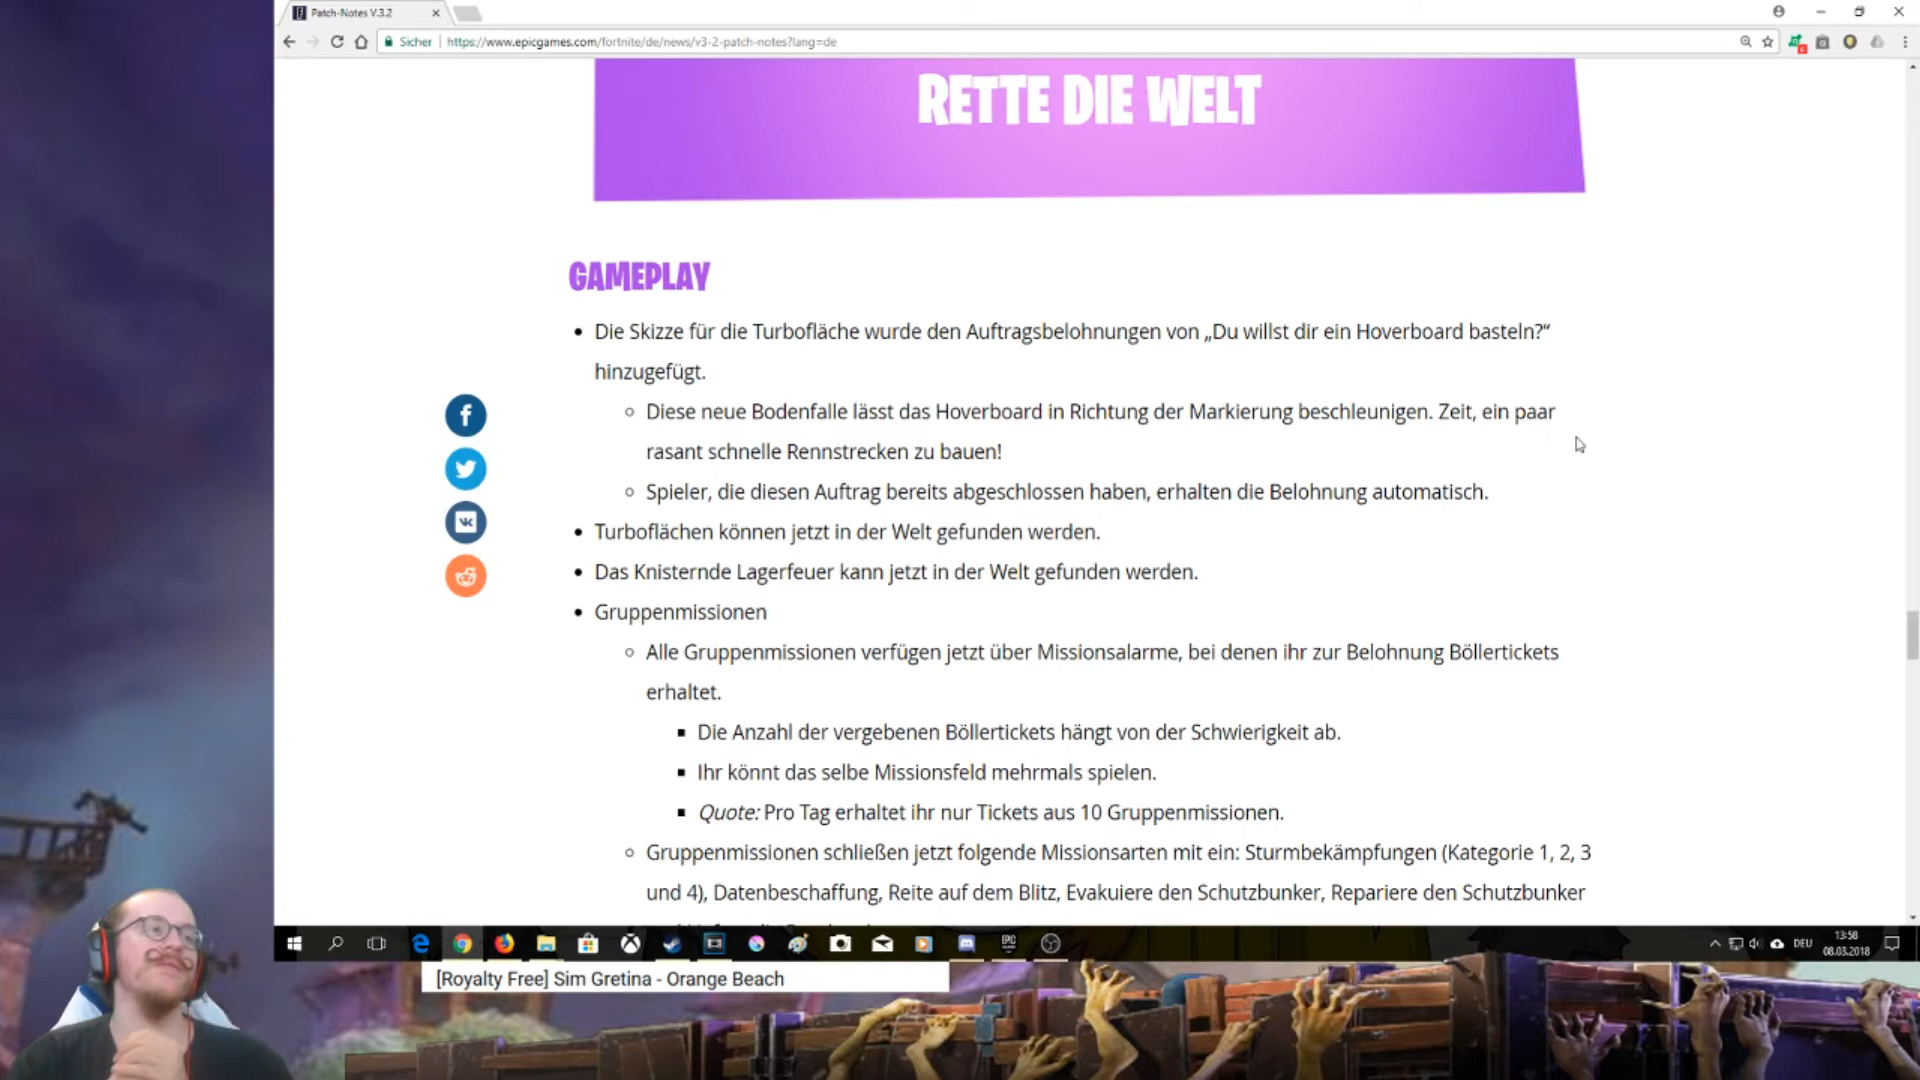 Patch-Notes V.3.2
Sicher
https://www.epicgames.com/fortnite/de/news/v3-2-patch-notes?lang=de
RETTE DIE WELT
GAMEPLAY
• Die Skizze für die Turbofläche wurde den Auftragsbelohnungen von „Du willst dir ein Hoverboard basteln?“
hinzugefügt.
○ Diese neue Bodenfalle lässt das Hoverboard in Richtung der Markierung beschleunigen. Zeit, ein paar
rasant schnelle Rennstrecken zu bauen!
○ Spieler, die diesen Auftrag bereits abgeschlossen haben, erhalten die Belohnung automatisch.
• Turboflächen können jetzt in der Welt gefunden werden.
• Das Knisternde Lagerfeuer kann jetzt in der Welt gefunden werden.
• Gruppenmissionen
○ Alle Gruppenmissionen verfügen jetzt über Missionsalarme, bei denen ihr zur Belohnung Böllertickets
erhaltet.
▪ Die Anzahl der vergebenen Böllertickets hängt von der Schwierigkeit ab.
▪ Ihr könnt das selbe Missionsfeld mehrmals spielen.
▪ Quote: Pro Tag erhaltet ihr nur Tickets aus 10 Gruppenmissionen.
○ Gruppenmissionen schließen jetzt folgende Missionsarten mit ein: Sturmbekämpfungen (Kategorie 1, 2, 3
und 4), Datenbeschaffung, Reite auf dem Blitz, Evakuiere den Schutzbunker, Repariere den Schutzbunker
EPIC
DEU
13:58
08.03.2018
[Royalty Free] Sim Gretina - Orange Beach